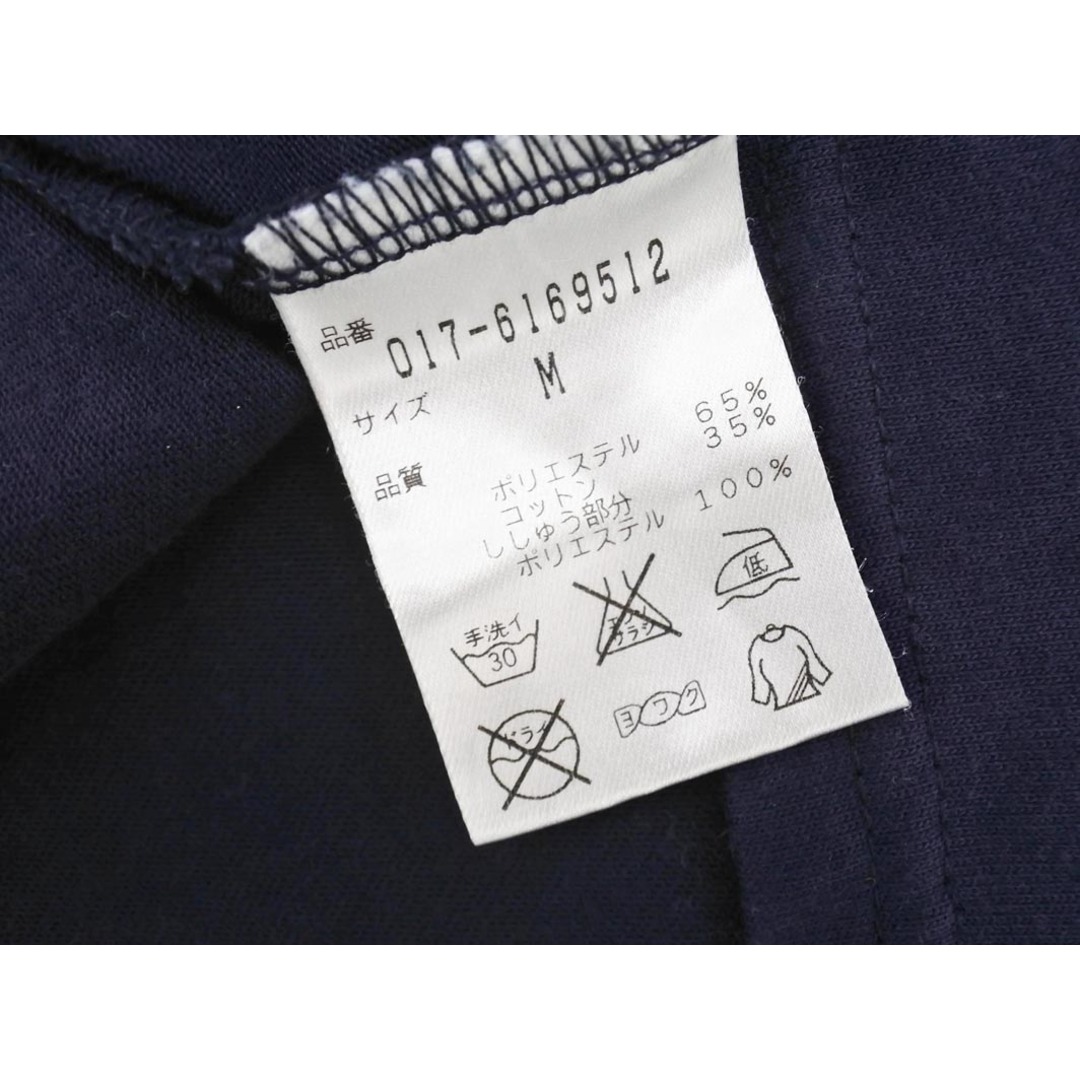 品番 017-6169512
サイズ M
品質 ポリエステル 65%
コットン 35%
ししゅう部分
ポリエステル 100%
手洗イ
30
エンソ
サラシ
低
ドライ
ヨワク